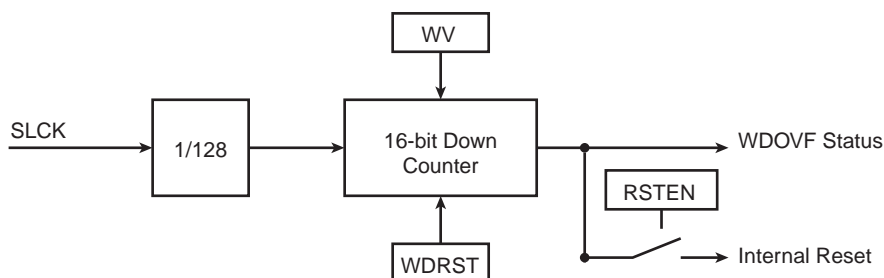 WV
SLCK
1/128
16-bit Down
Counter
WDOVF Status
RSTEN
WDRST
Internal Reset